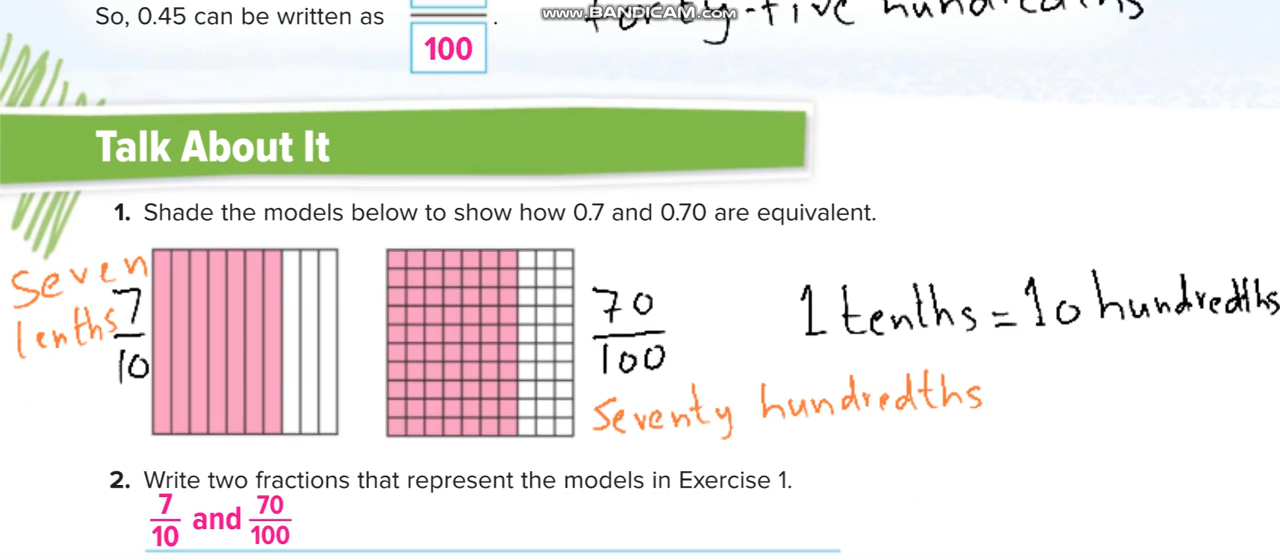 www.BANDICAM.com
So, 0.45 can be written as
100
.
forty-five hundredths
Talk About It
1. Shade the models below to show how 0.7 and 0.70 are equivalent.
Seven
tenths
7
10
70
100
Seventy hundredths
1 tenths = 10 hundredths
2. Write two fractions that represent the models in Exercise 1.
7/10 and 70/100